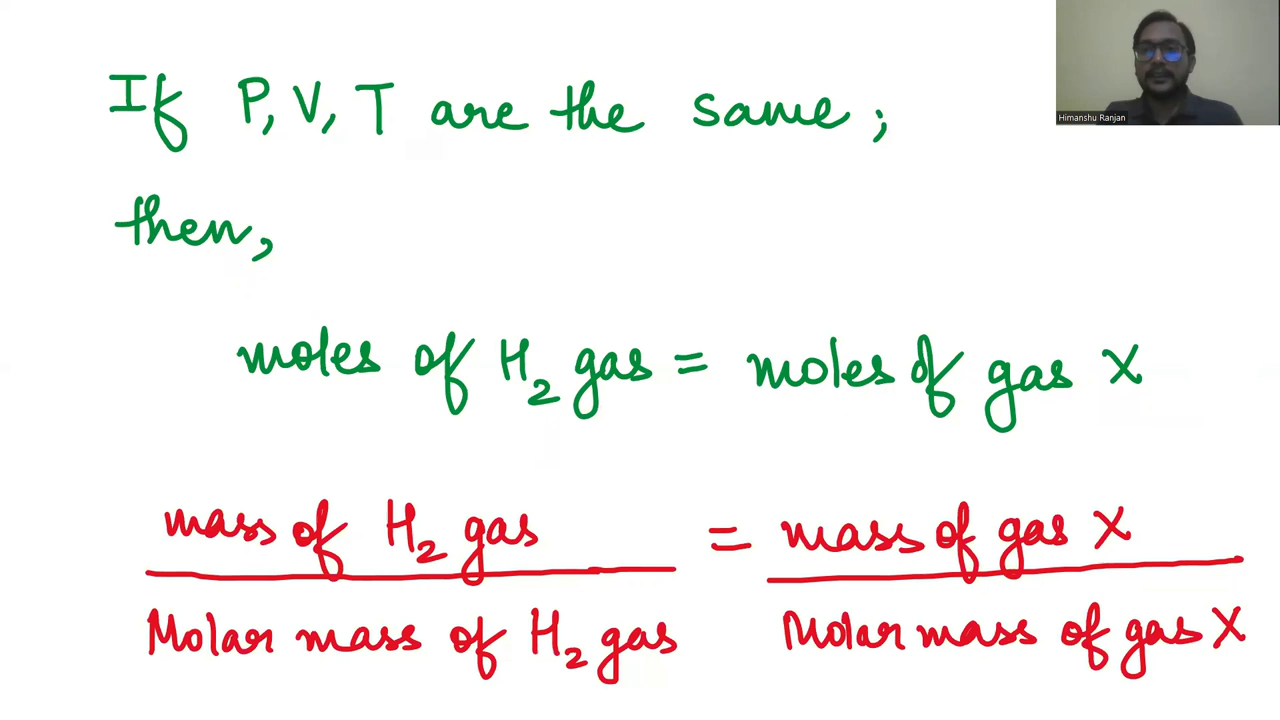 If P, V, T are the same;
Himanshu Ranjan
then,
moles of H₂ gas = moles of gas X
mass of H₂ gas = mass of gas X
Molar mass of H₂ gas Molar mass of gas X